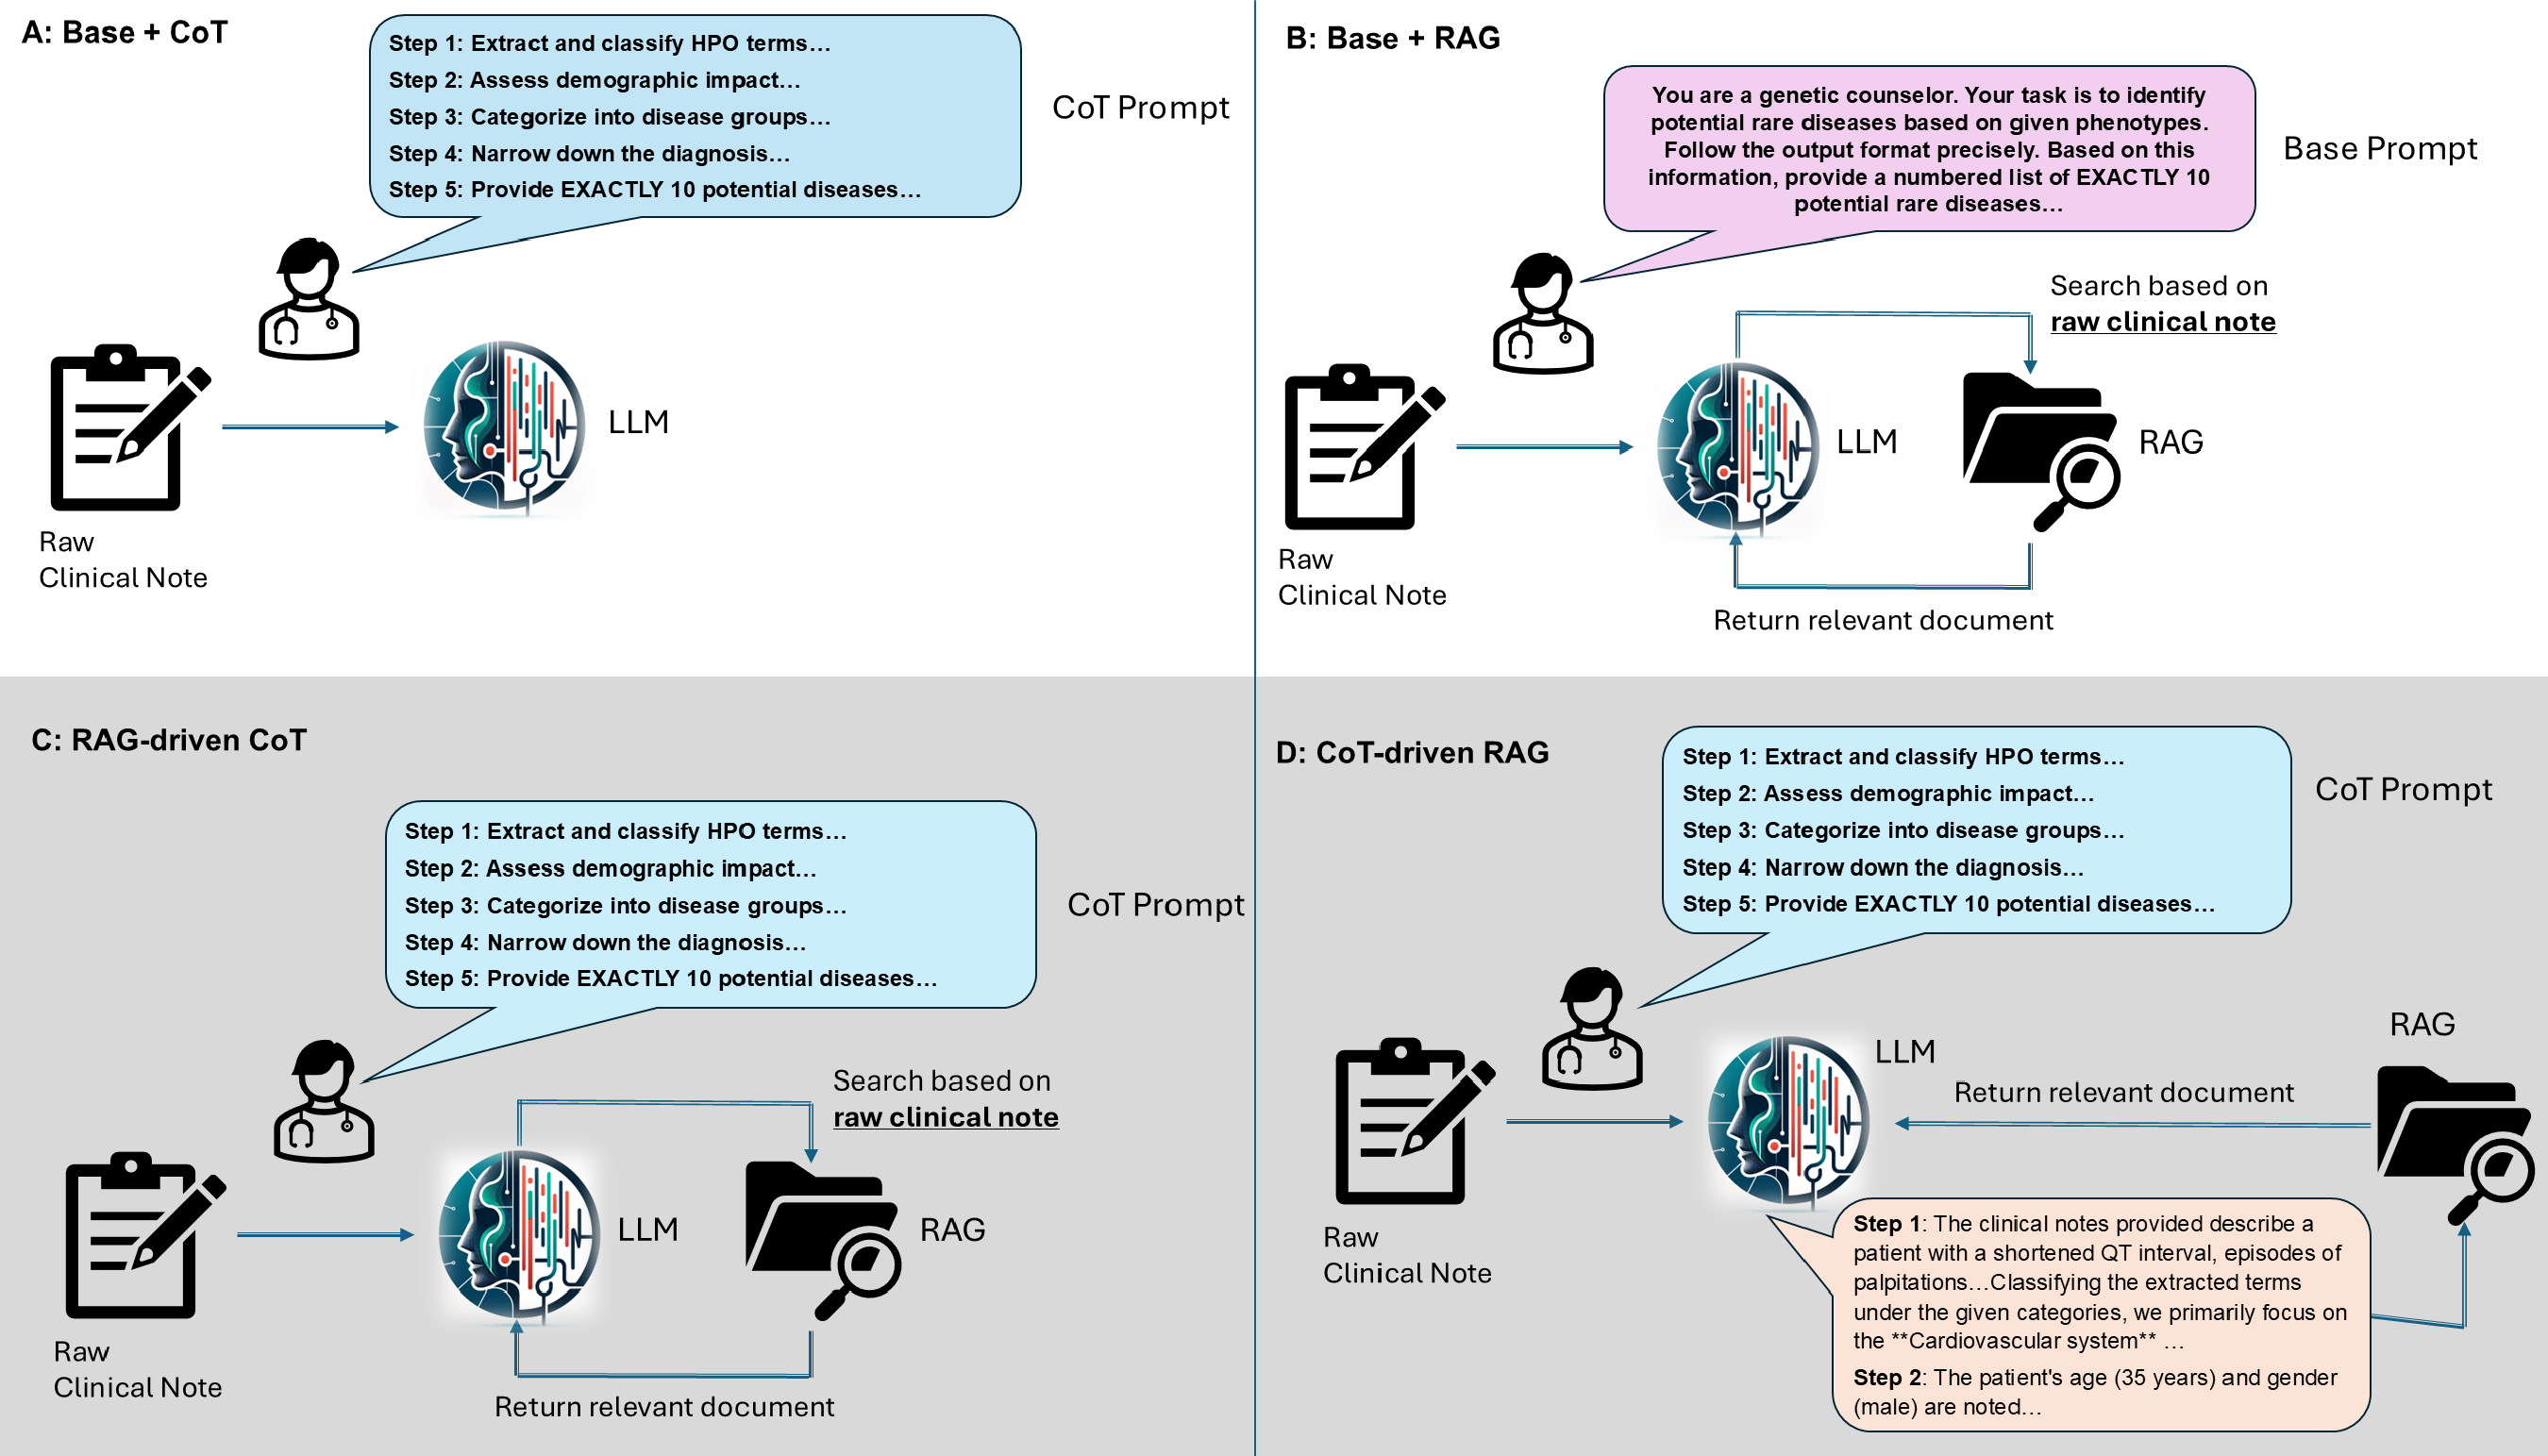 A: Base + CoT
Step 1: Extract and classify HPO terms…
Step 2: Assess demographic impact…
Step 3: Categorize into disease groups…
Step 4: Narrow down the diagnosis…
Step 5: Provide EXACTLY 10 potential diseases…
CoT Prompt
LLM
Raw
Clinical Note
B: Base + RAG
You are a genetic counselor. Your task is to identify
potential rare diseases based on given phenotypes.
Follow the output format precisely. Based on this
information, provide a numbered list of EXACTLY 10
potential rare diseases…
Base Prompt
Search based on
raw clinical note
LLM
RAG
Raw
Clinical Note
Return relevant document
C: RAG-driven CoT
Step 1: Extract and classify HPO terms…
Step 2: Assess demographic impact…
Step 3: Categorize into disease groups…
Step 4: Narrow down the diagnosis…
Step 5: Provide EXACTLY 10 potential diseases…
CoT Prompt
Search based on
raw clinical note
LLM
RAG
Raw
Clinical Note
Return relevant document
D: CoT-driven RAG
Step 1: Extract and classify HPO terms…
Step 2: Assess demographic impact…
Step 3: Categorize into disease groups…
Step 4: Narrow down the diagnosis…
Step 5: Provide EXACTLY 10 potential diseases…
CoT Prompt
RAG
LLM
Return relevant document
Raw
Clinical Note
Step 1: The clinical notes provided describe a
patient with a shortened QT interval, episodes of
palpitations…Classifying the extracted terms
under the given categories, we primarily focus on
the **Cardiovascular system** …
Step 2: The patient's age (35 years) and gender
(male) are noted…